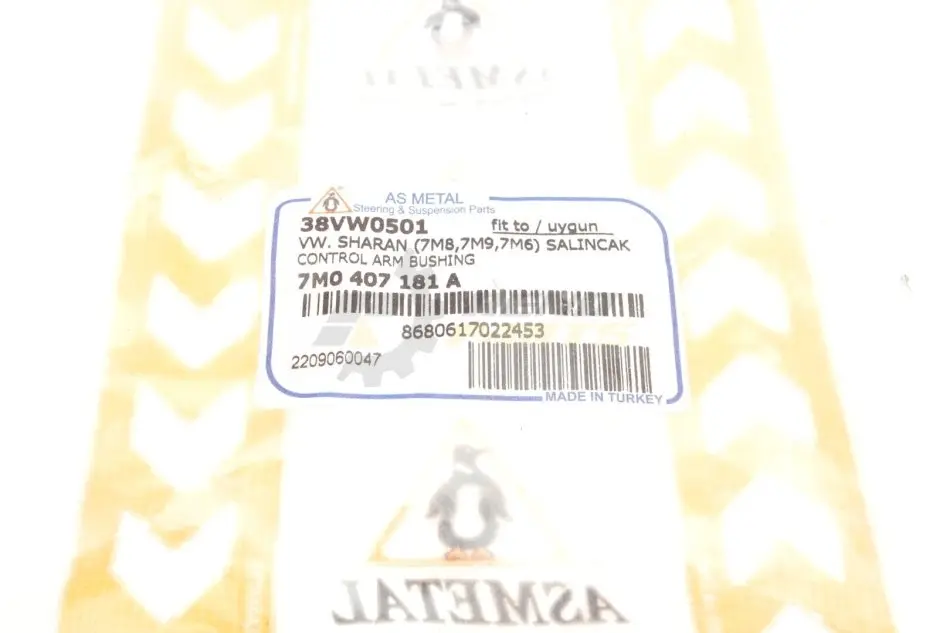 ASMETAL
AS METAL
Steering & Suspension Parts
38VW0501 fit to / uygun
VW. SHARAN (7M8,7M9,7M6) SALINCAK
CONTROL ARM BUSHING
7M0 407 181 A
8680617022453
2209060047
MADE IN TURKEY
ASMETAL